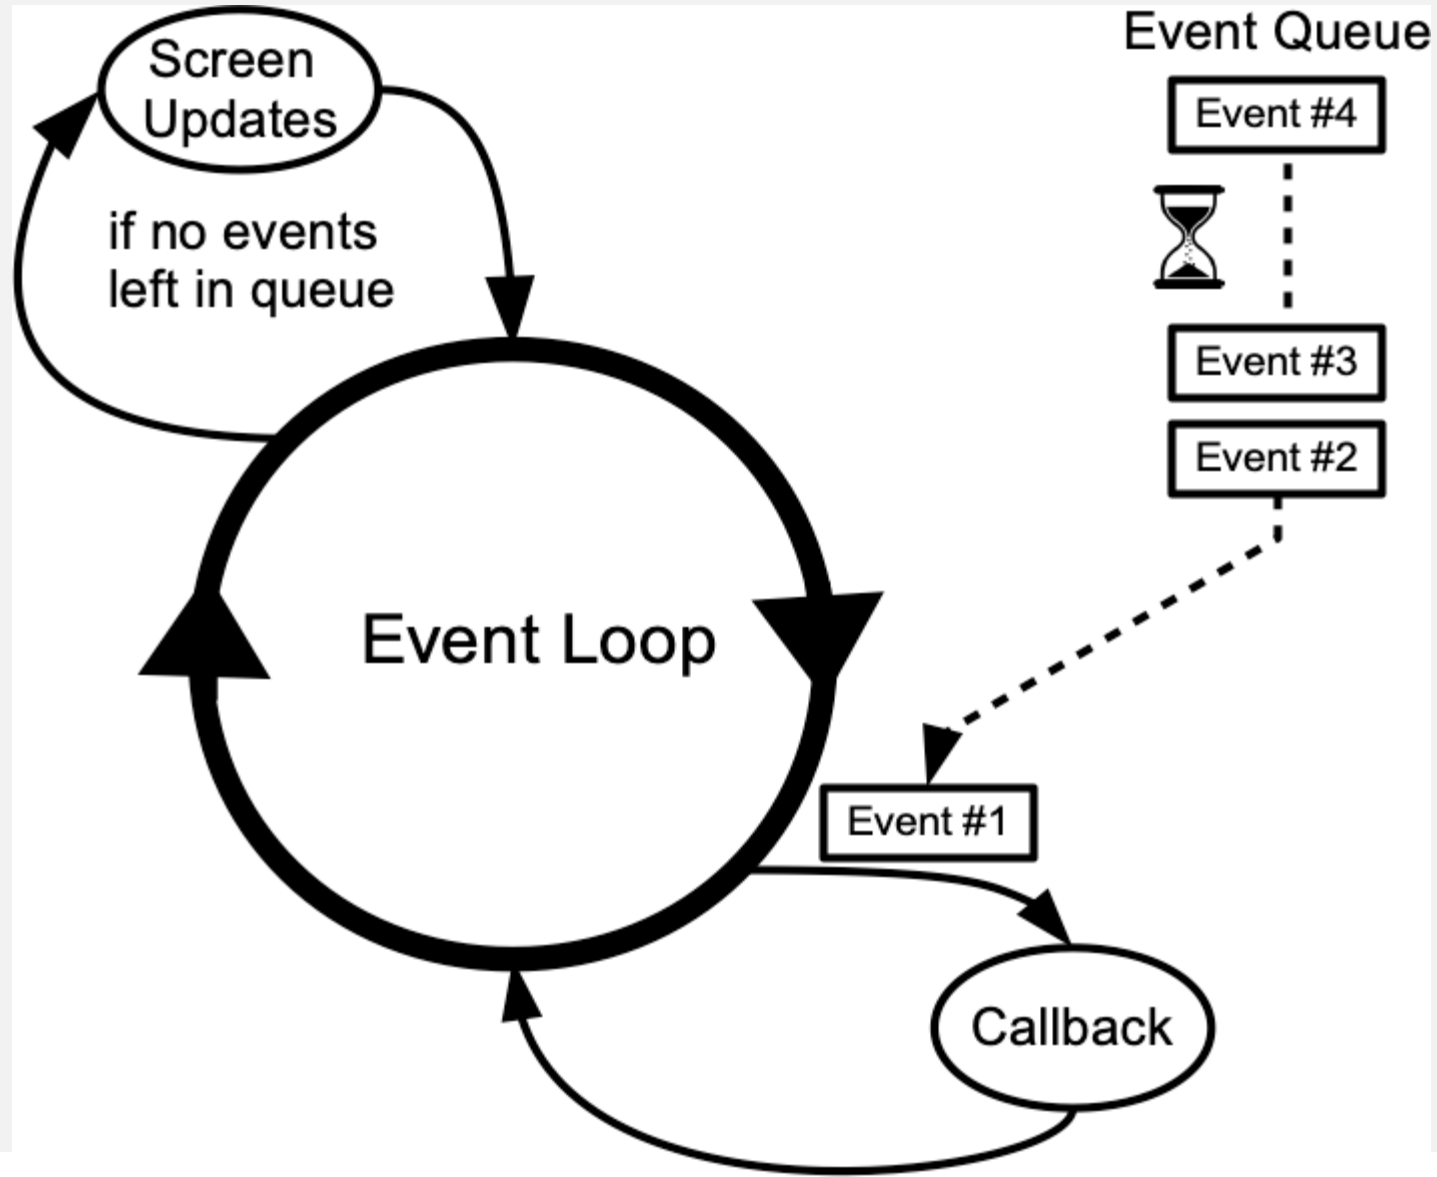 Screen
Updates
if no events
left in queue
Event Queue
Event #4
Event #3
Event #2
Event Loop
Event #1
Callback